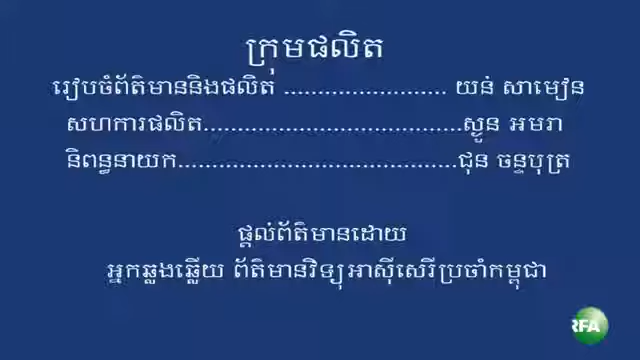 ក្រុមផលិត
រៀបចំព័ត៌មាននិងផលិត ........................ យន់ សាមៀន
សហការផលិត.......................................ស្ងួន អមរា
និពន្ធនាយក..........................................ជុន ចន្ទបុត្រ
ផ្ដល់ព័ត៌មានដោយ
អ្នកឆ្លងឆ្លើយ ព័ត៌មានវិទ្យុអាស៊ីសេរីប្រចាំកម្ពុជា
RFA